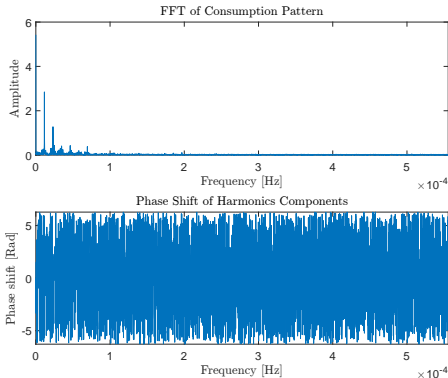 FFT of Consumption Pattern
6
4
2
0
Amplitude
0 1 2 3 4 5
Frequency [Hz]
×10⁻⁴
Phase Shift of Harmonics Components
5
0
-5
Phase shift [Rad]
0 1 2 3 4 5
Frequency [Hz]
×10⁻⁴